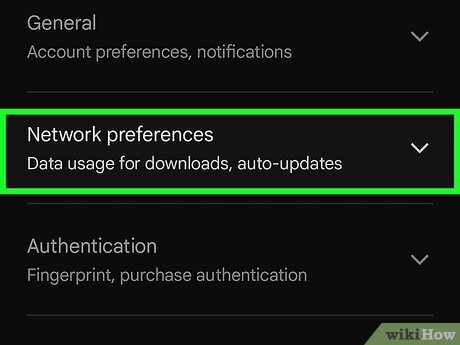 General
Account preferences, notifications
Network preferences
Data usage for downloads, auto-updates
Authentication
Fingerprint, purchase authentication
wikiHow